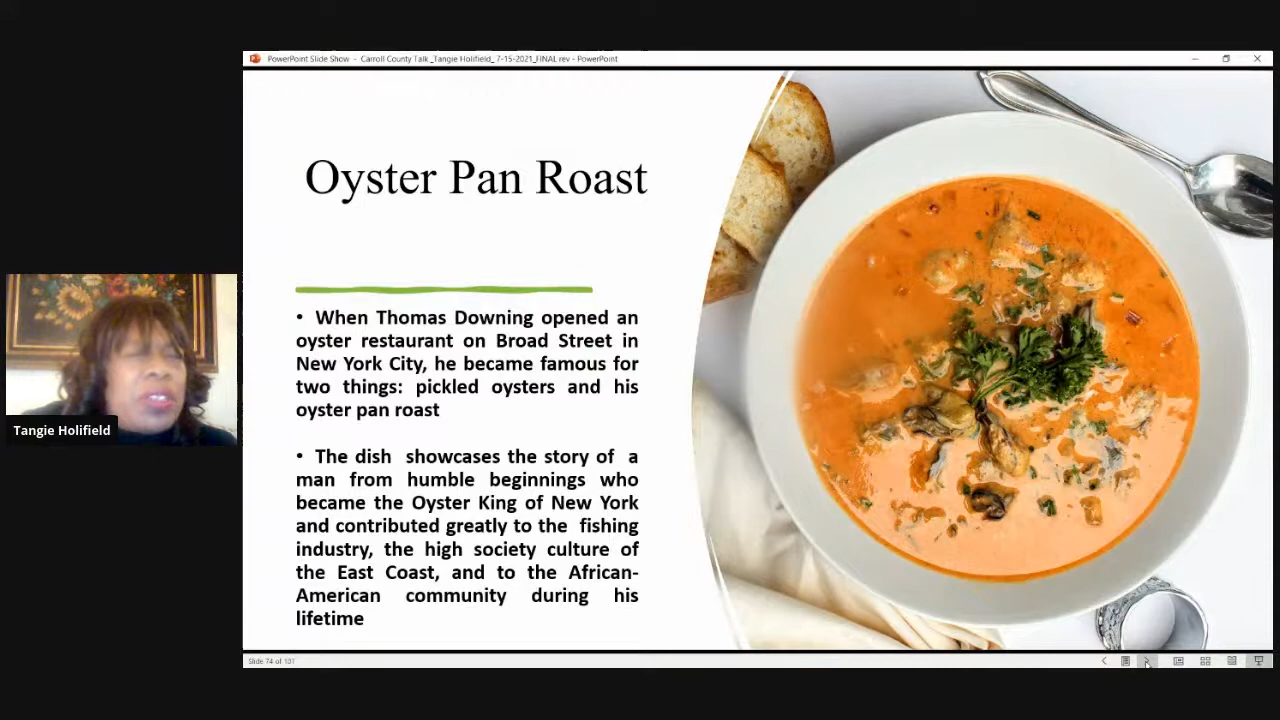 PowerPoint Slide Show - Carroll County Talk _Tangie Holifield_ 7-15-2021_FINAL rev - PowerPoint
Oyster Pan Roast
• When Thomas Downing opened an
oyster restaurant on Broad Street in
New York City, he became famous for
two things: pickled oysters and his
oyster pan roast
• The dish showcases the story of a
man from humble beginnings who
became the Oyster King of New York
and contributed greatly to the fishing
industry, the high society culture of
the East Coast, and to the African-
American community during his
lifetime
Tangie Holifield
Slide 74 of 101